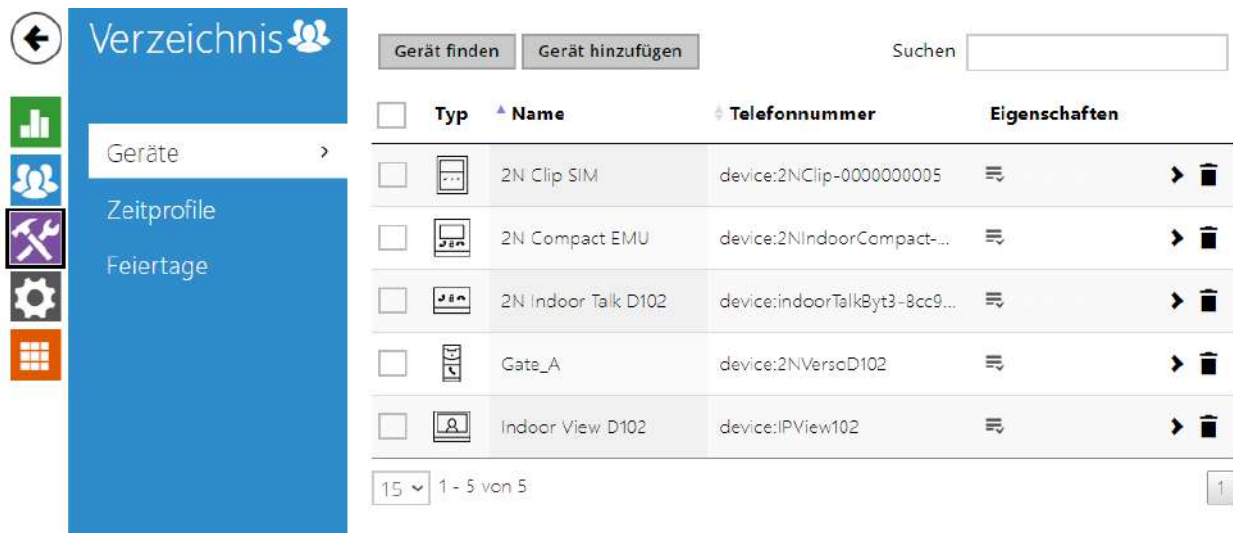 Verzeichnis
Geräte
Zeitprofile
Feiertage
Gerät finden Gerät hinzufügen Suchen
Typ Name Telefonnummer Eigenschaften
2N Clip SIM device:2NClip-0000000005
2N Compact EMU device:2NIndoorCompact-...
2N Indoor Talk D102 device:indoorTalkByt3-8cc9...
Gate_A device:2NVersoD102
Indoor View D102 device:IPView102
15 1 - 5 von 5 1